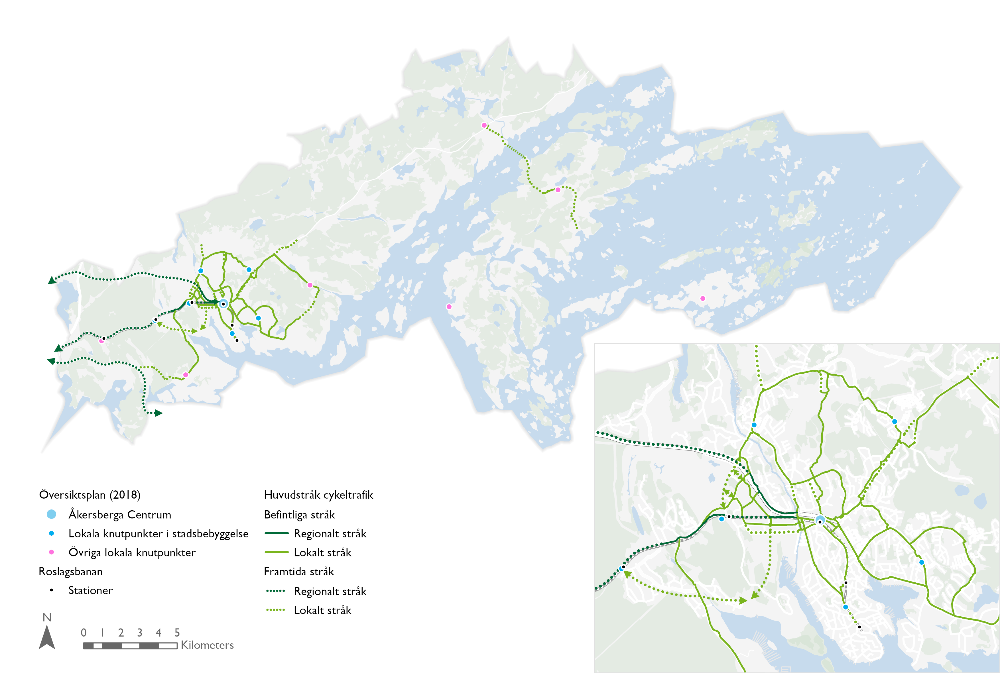 Översiktsplan (2018)
Åkersberga Centrum
Lokala knutpunkter i stadsbebyggelse
Övriga lokala knutpunkter
Roslagsbanan
Stationer
Huvudstråk cykeltrafik
Befintliga stråk
Regionalt stråk
Lokalt stråk
Framtida stråk
Regionalt stråk
Lokalt stråk
N
0 1 2 3 4 5
Kilometers